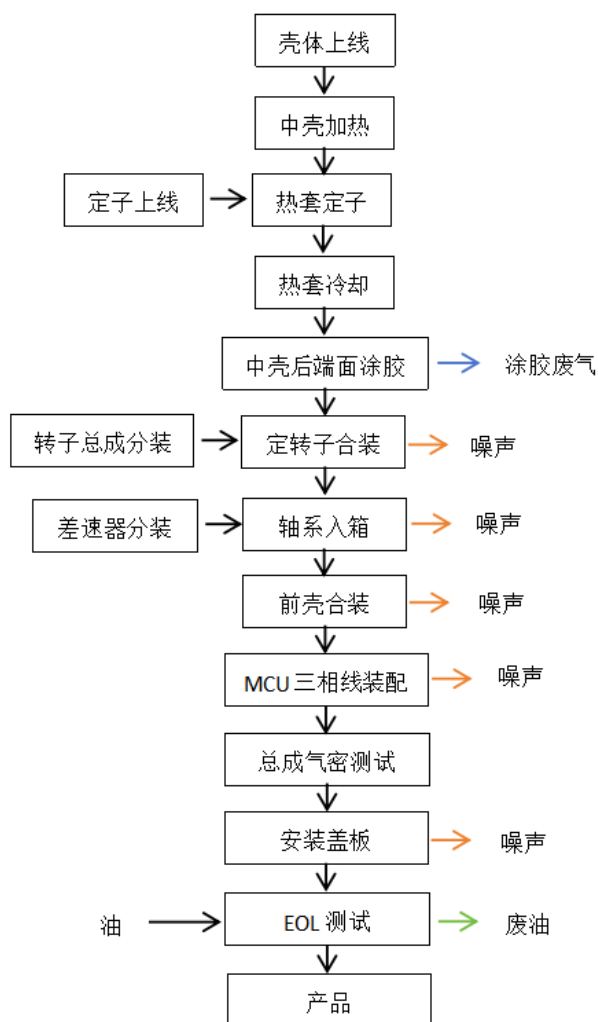 壳体上线
中壳加热
定子上线
热套定子
热套冷却
中壳后端面涂胶
涂胶废气
转子总成分装
定转子合装
噪声
差速器分装
轴系入箱
噪声
前壳合装
噪声
MCU三相线装配
噪声
总成气密测试
安装盖板
噪声
油
EOL 测试
废油
产品